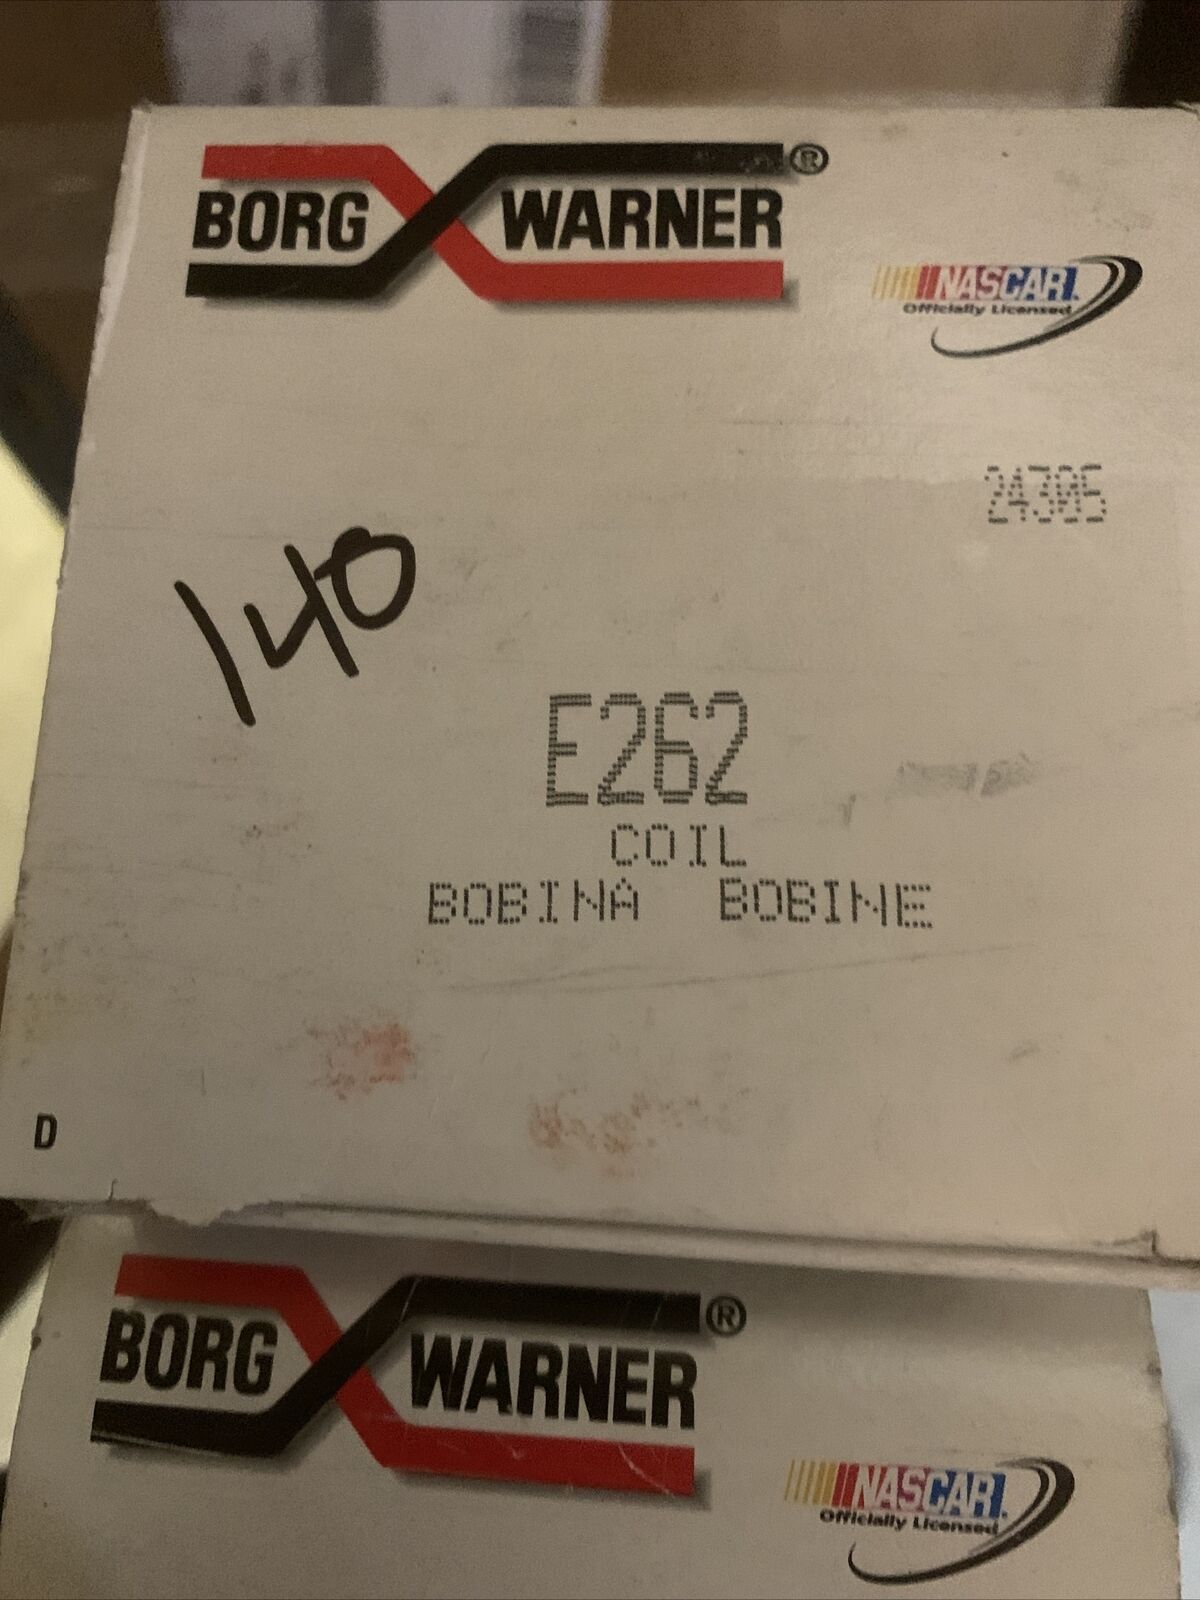 BORG WARNER®
NASCAR.
Officially Licensed
24305
140
E262
COIL
BOBINA BOBINE
D
BORG WARNER®
NASCAR.
Officially Licensed